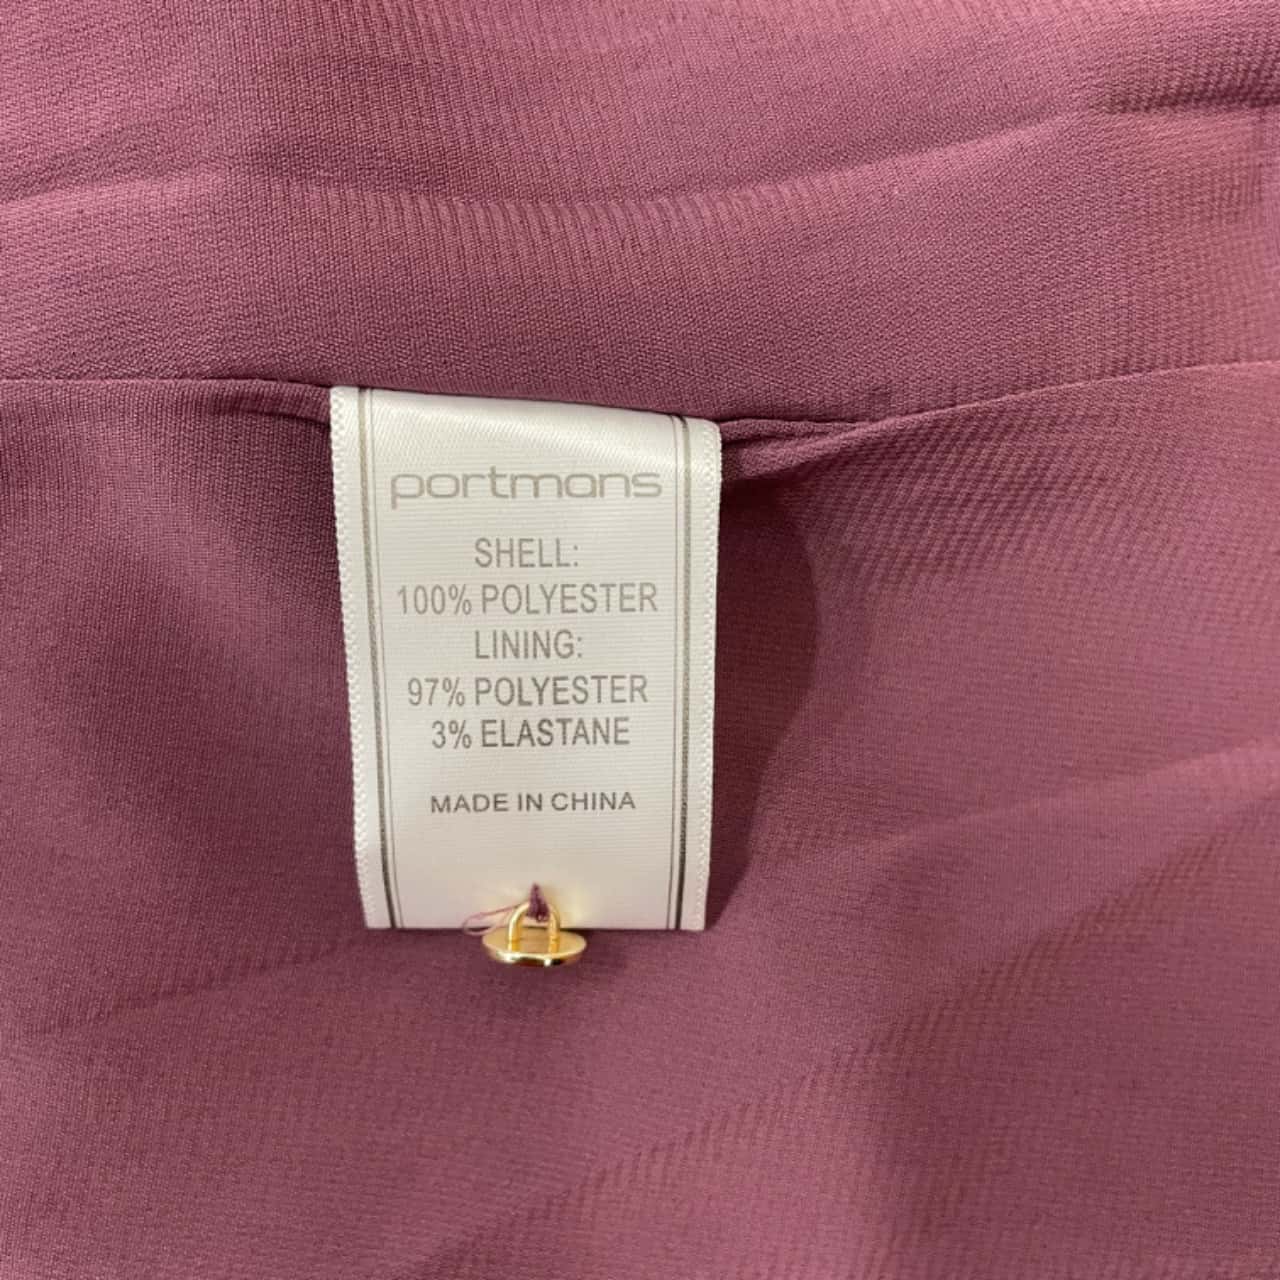 portmans
SHELL:
100% POLYESTER
LINING:
97% POLYESTER
3% ELASTANE
MADE IN CHINA